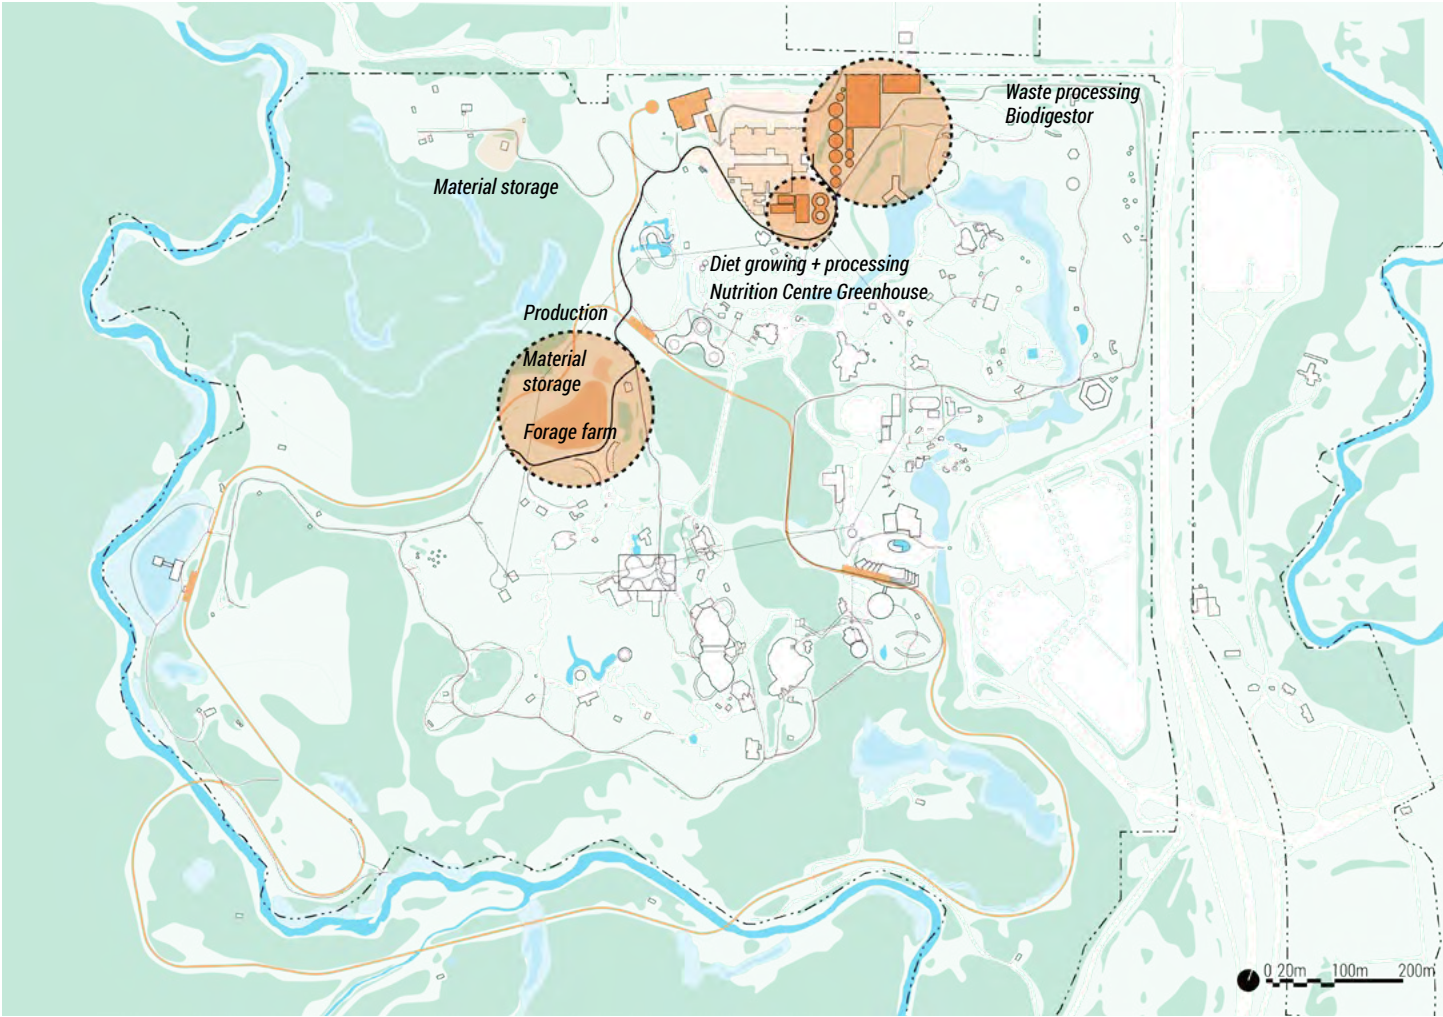 Waste processing
Biodigestor
Material storage
Diet growing + processing
Nutrition Centre Greenhouse
Production
Material
storage
Forage farm
0 20m 100m 200m